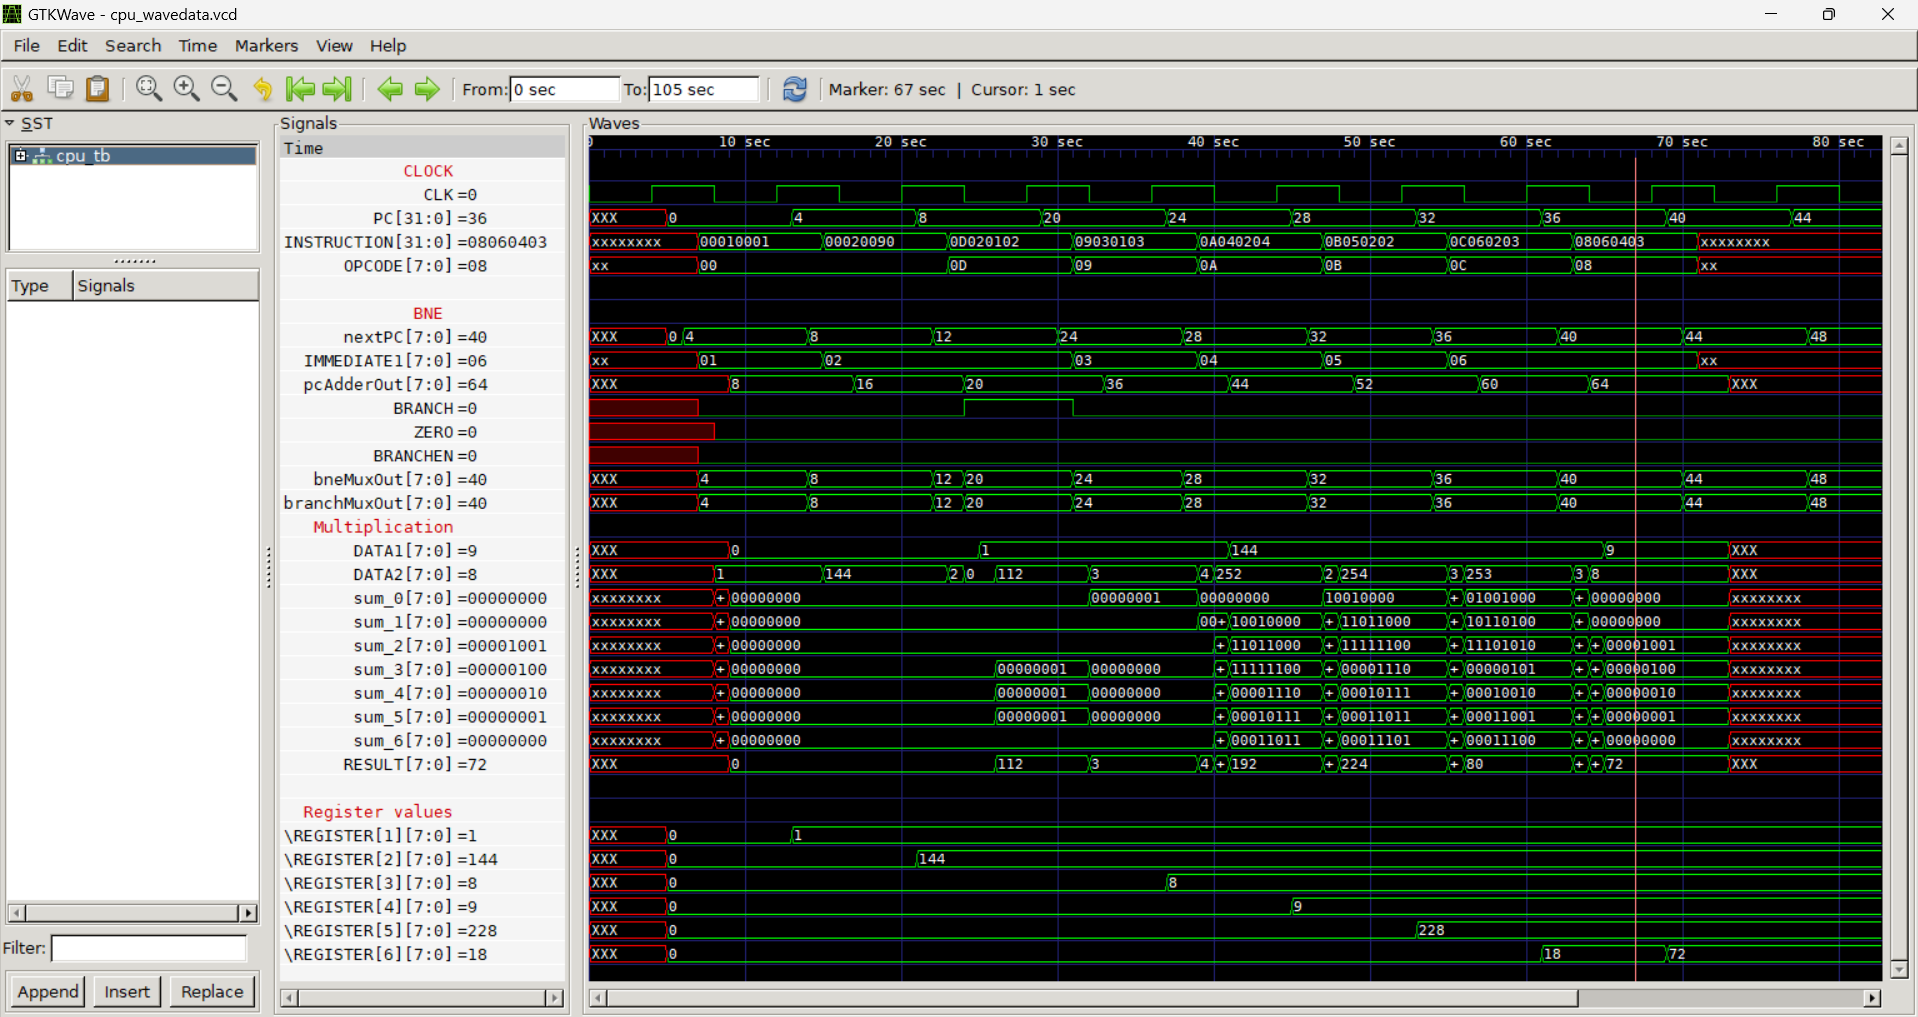 GTKWave - cpu_wavedata.vcd
File Edit Search Time Markers View Help
From: 0 sec To: 105 sec Marker: 67 sec | Cursor: 1 sec
SST
cpu_tb
Type Signals
Filter:
Append Insert Replace
Signals
Time
CLOCK
CLK=0
PC[31:0]=36
INSTRUCTION[31:0]=08060403
OPCODE[7:0]=08
BNE
nextPC[7:0]=40
IMMEDIATE1[7:0]=06
pcAdderOut[7:0]=64
BRANCH=0
ZERO=0
BRANCHEN=0
bneMuxOut[7:0]=40
branchMuxOut[7:0]=40
Multiplication
DATA1[7:0]=9
DATA2[7:0]=8
sum_0[7:0]=00000000
sum_1[7:0]=00000000
sum_2[7:0]=00001001
sum_3[7:0]=00000100
sum_4[7:0]=00000010
sum_5[7:0]=00000001
sum_6[7:0]=00000000
RESULT[7:0]=72
Register values
\REGISTER[1][7:0]=1
\REGISTER[2][7:0]=144
\REGISTER[3][7:0]=8
\REGISTER[4][7:0]=9
\REGISTER[5][7:0]=228
\REGISTER[6][7:0]=18
Waves
0 10 sec 20 sec 30 sec 40 sec 50 sec 60 sec 70 sec 80 sec
XXX 0 4 8 20 24 28 32 36 40 44
xxxxxxxx 00010001 00020090 0D020102 09030103 0A040204 0B050202 0C060203 08060403 xxxxxxxx
xx 00 0D 09 0A 0B 0C 08 xx
XXX 0 4 8 12 24 28 32 36 40 44 48
xx 01 02 03 04 05 06 xx
XXX 8 16 20 36 44 52 60 64 XXX
XXX 4 8 12 20 24 28 32 36 40 44 48
XXX 4 8 12 20 24 28 32 36 40 44 48
XXX 0 1 144 9 XXX
XXX 1 144 2 0 112 3 4 252 2 254 3 253 3 8 XXX
xxxxxxxx + 00000000 00000001 00000000 10010000 + 01001000 + 00000000 xxxxxxxx
xxxxxxxx + 00000000 00+ 10010000 + 11011000 + 10110100 + 00000000 xxxxxxxx
xxxxxxxx + 00000000 + 11011000 + 11111100 + 11101010 + + 00001001 xxxxxxxx
xxxxxxxx + 00000000 00000001 00000000 + 11111100 + 00001110 + 00000101 + + 00000100 xxxxxxxx
xxxxxxxx + 00000000 00000001 00000000 + 00001110 + 00010111 + 00010010 + + 00000010 xxxxxxxx
xxxxxxxx + 00000000 00000001 00000000 + 00010111 + 00011011 + 00011001 + + 00000001 xxxxxxxx
xxxxxxxx + 00000000 + 00011011 + 00011101 + 00011100 + + 00000000 xxxxxxxx
XXX 0 112 3 4 + 192 + 224 + 80 + + 72 XXX
XXX 0 1
XXX 0 144
XXX 0 8
XXX 0 9
XXX 0 228
XXX 0 18 72